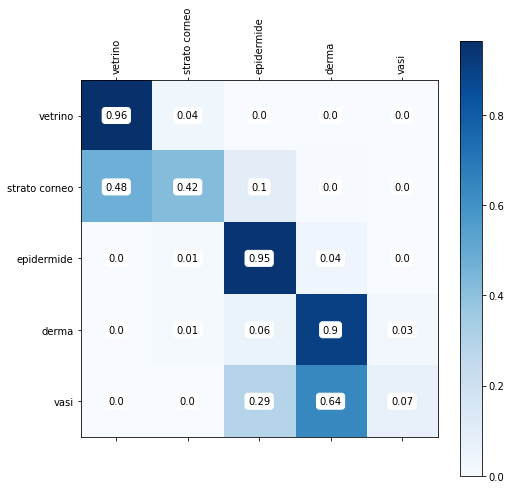 vetrino strato corneo epidermide derma vasi
vetrino 0.96 0.04 0.0 0.0 0.0
strato corneo 0.48 0.42 0.1 0.0 0.0
epidermide 0.0 0.01 0.95 0.04 0.0
derma 0.0 0.01 0.06 0.9 0.03
vasi 0.0 0.0 0.29 0.64 0.07
0.8
0.6
0.4
0.2
0.0